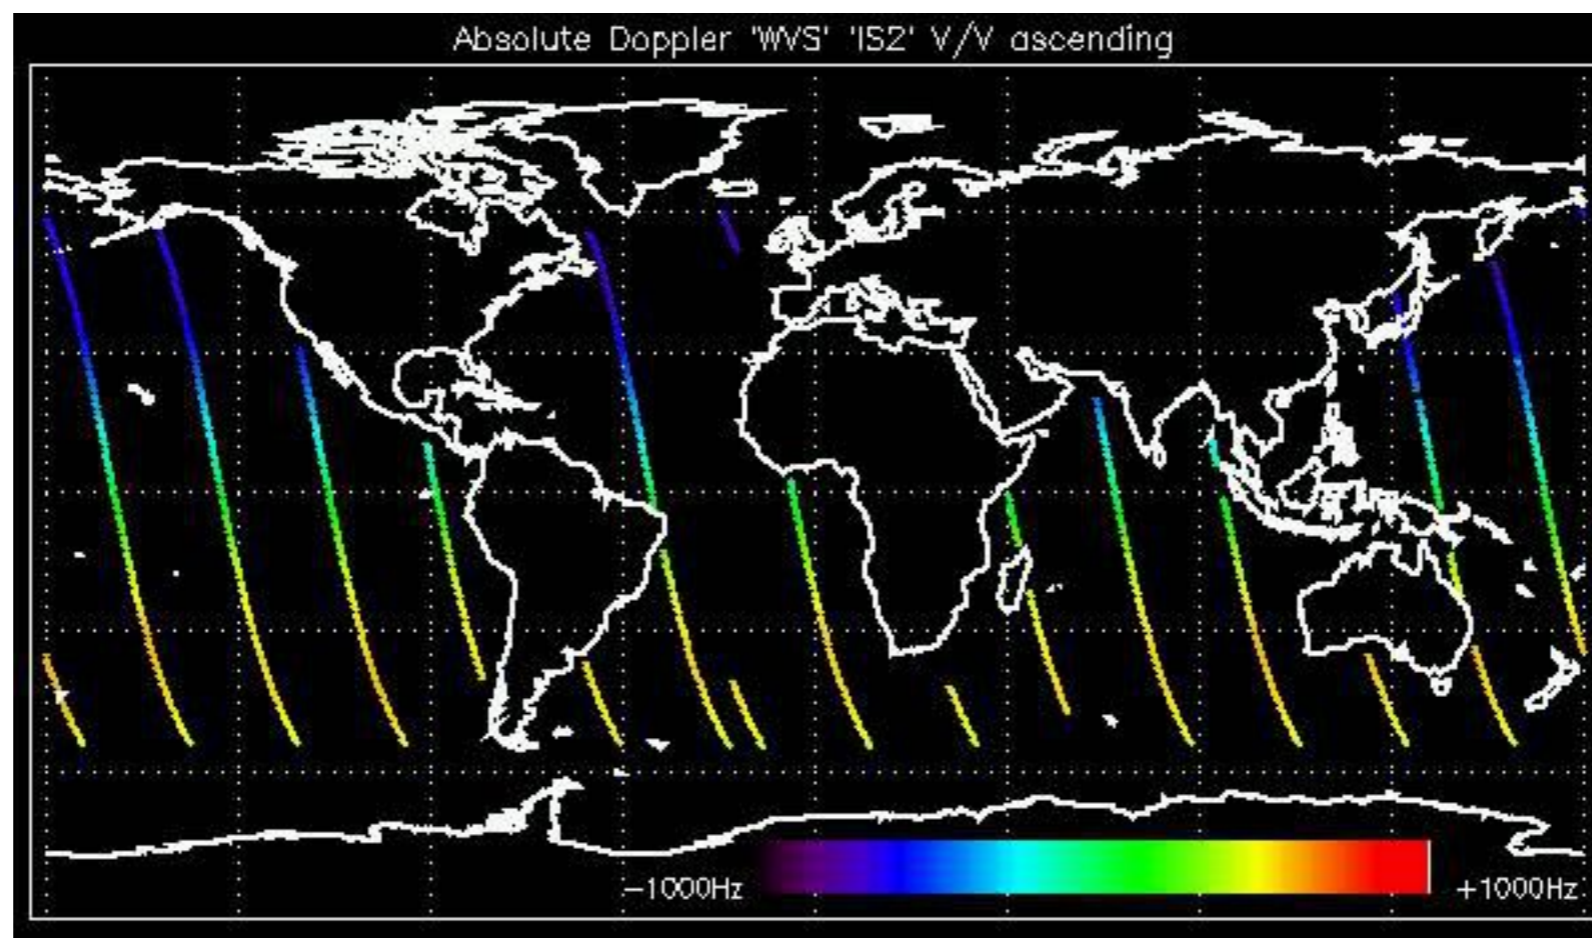 Absolute Doppler 'WVS' 'IS2' V/V ascending
−1000Hz
+1000Hz